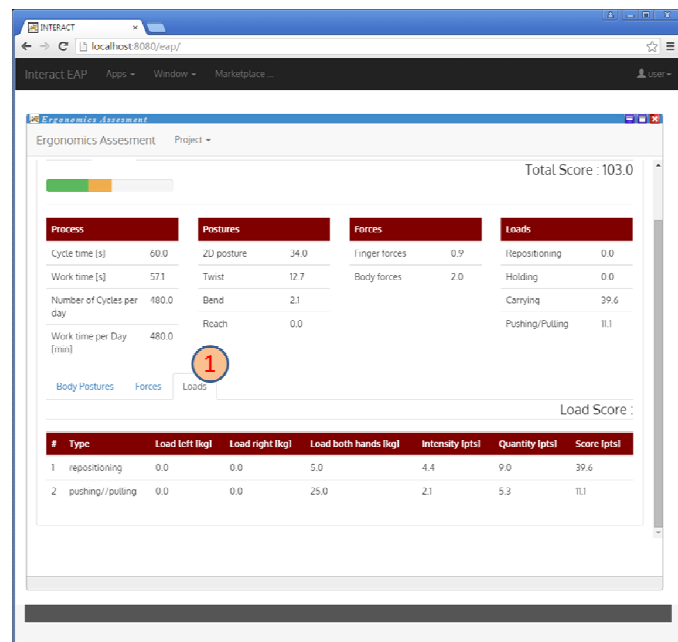 INTERACT
localhost:8080/eap/
Interact EAP Apps Window Marketplace ... user
Ergonomics Assesment
Ergonomics Assesment Project
Total Score : 103.0
Process Postures Forces Loads
Cycle time [s] 60.0 2D posture 34.0 Finger forces 0.9 Repositioning 0.0
Work time [s] 57.1 Twist 12.7 Body forces 2.0 Holding 0.0
Number of Cycles per day 480.0 Bend 2.1 Carrying 39.6
Reach 0.0 Pushing/Pulling 11.1
Work time per Day [min] 480.0
1
Body Postures Forces Loads
Load Score :
# Type Load left [kg] Load right [kg] Load both hands [kg] Intensity [pts] Quantity [pts] Score [pts]
1 repositioning 0.0 0.0 5.0 4.4 9.0 39.6
2 pushing//pulling 0.0 0.0 25.0 2.1 5.3 11.1